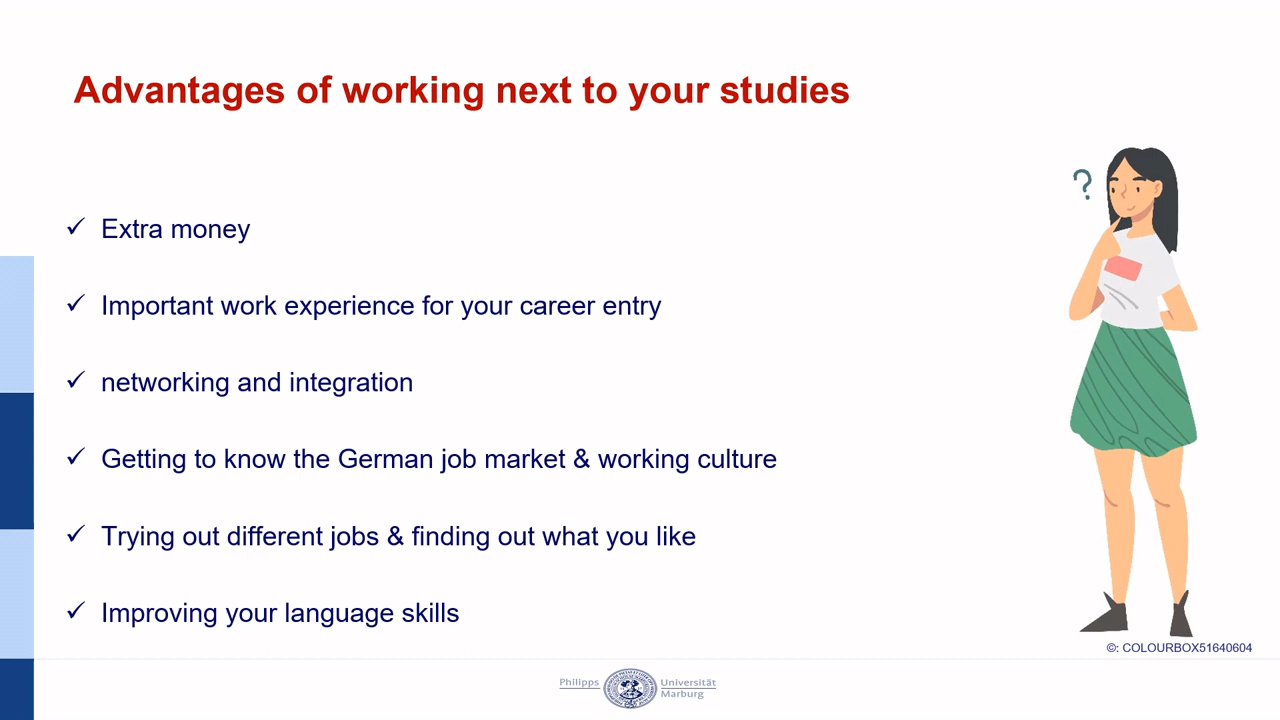 Advantages of working next to your studies
?
✓ Extra money
✓ Important work experience for your career entry
✓ networking and integration
✓ Getting to know the German job market & working culture
✓ Trying out different jobs & finding out what you like
✓ Improving your language skills
©: COLOURBOX51640604
Philipps Universität
Marburg